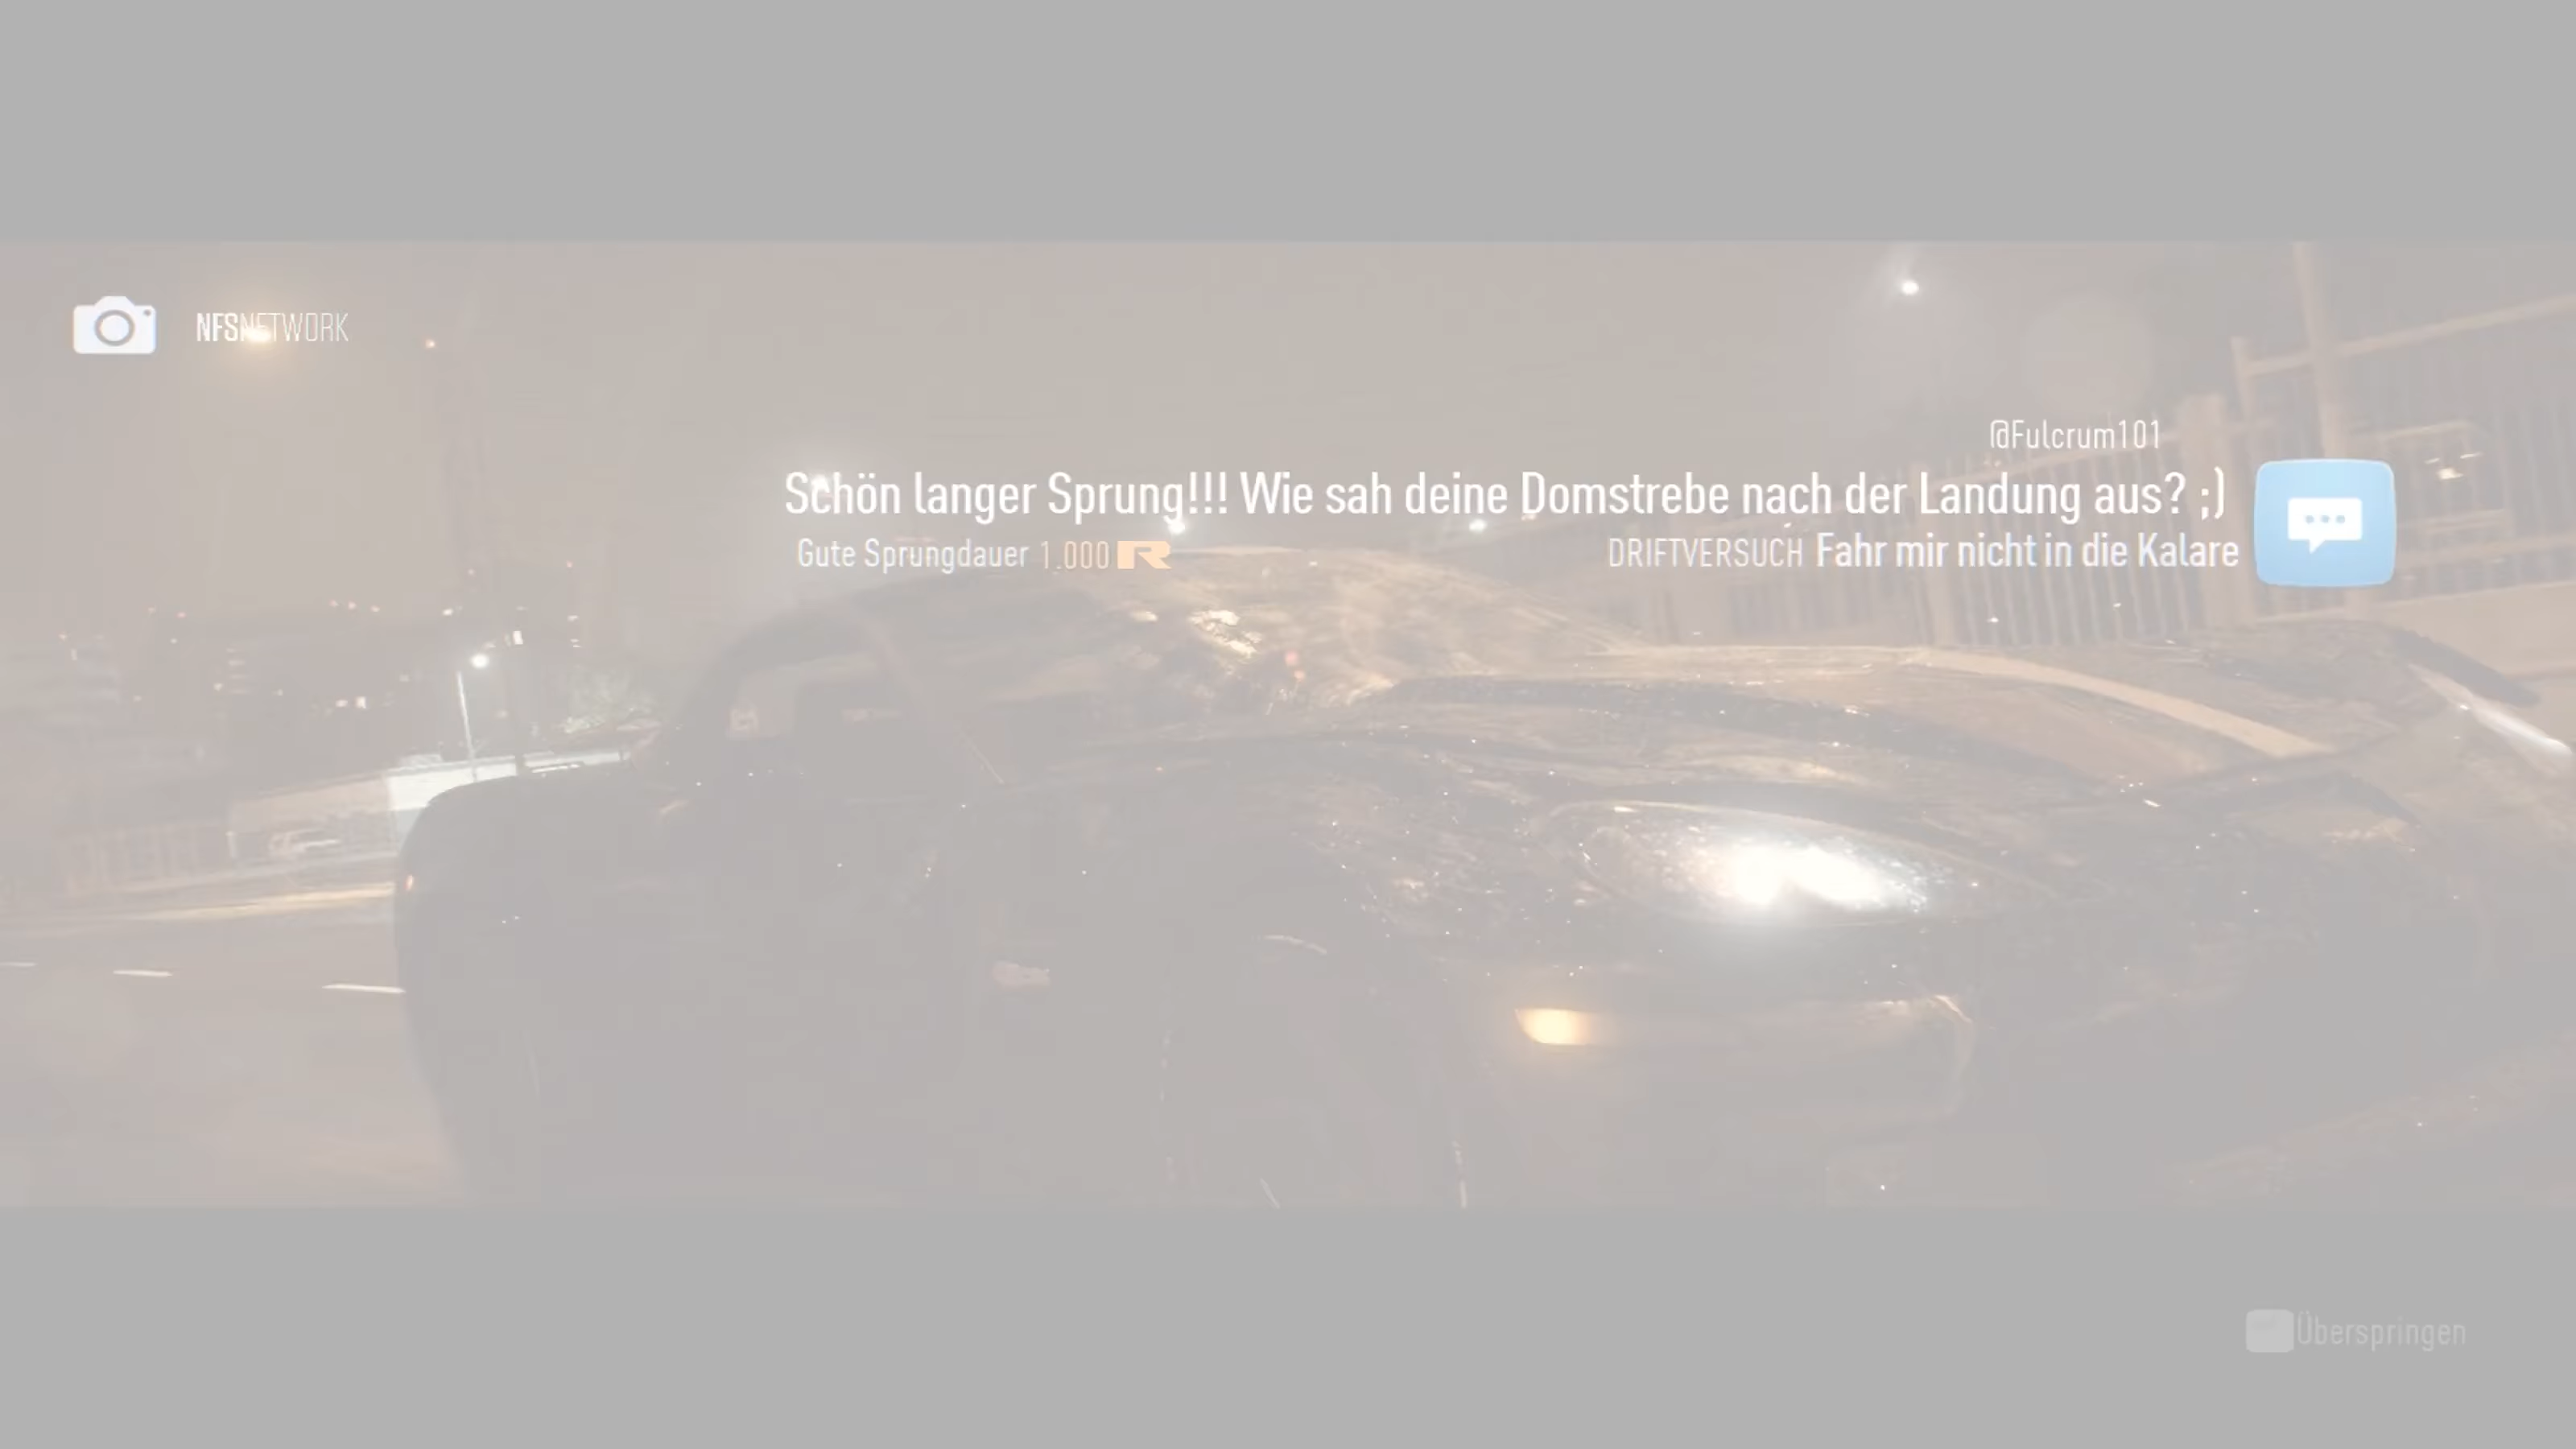 NFSNETWORK
@Fulcrum101
Schön langer Sprung!!! Wie sah deine Domstrebe nach der Landung aus? ;)
Gute Sprungdauer 1.000 R
DRIFTVERSUCH Fahr mir nicht in die Kalare
Überspringen